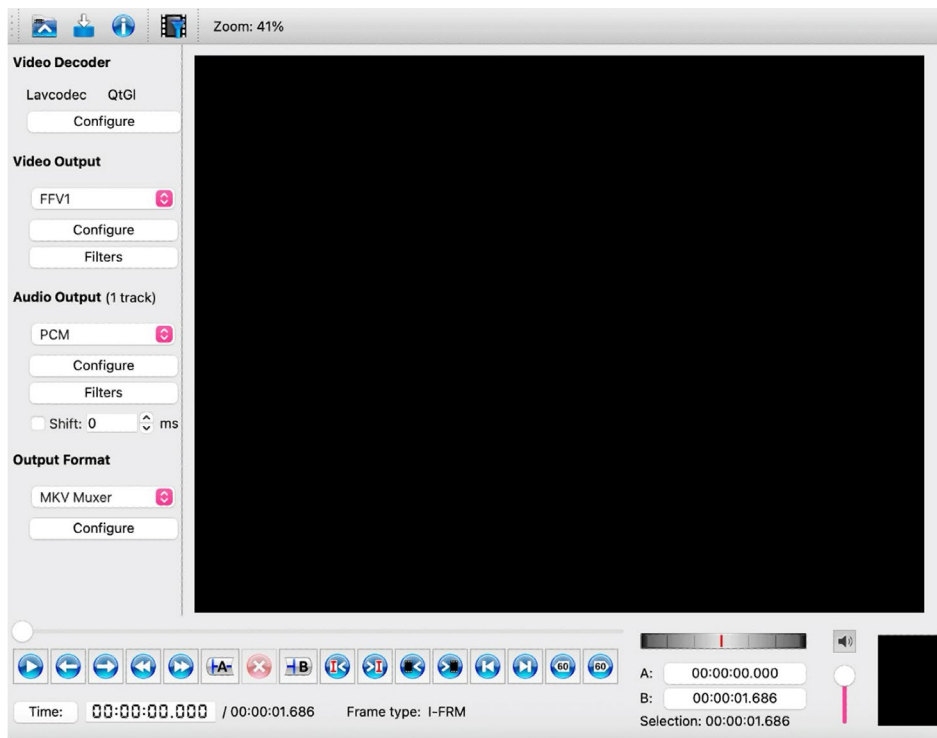 Zoom: 41%
Video Decoder
Lavcodec QtGl
Configure
Video Output
FFV1
Configure
Filters
Audio Output (1 track)
PCM
Configure
Filters
Shift: 0 ms
Output Format
MKV Muxer
Configure
A B I I 60 60
A: 00:00:00.000
B: 00:00:01.686
Time: 00:00:00.000 / 00:00:01.686 Frame type: I-FRM
Selection: 00:00:01.686